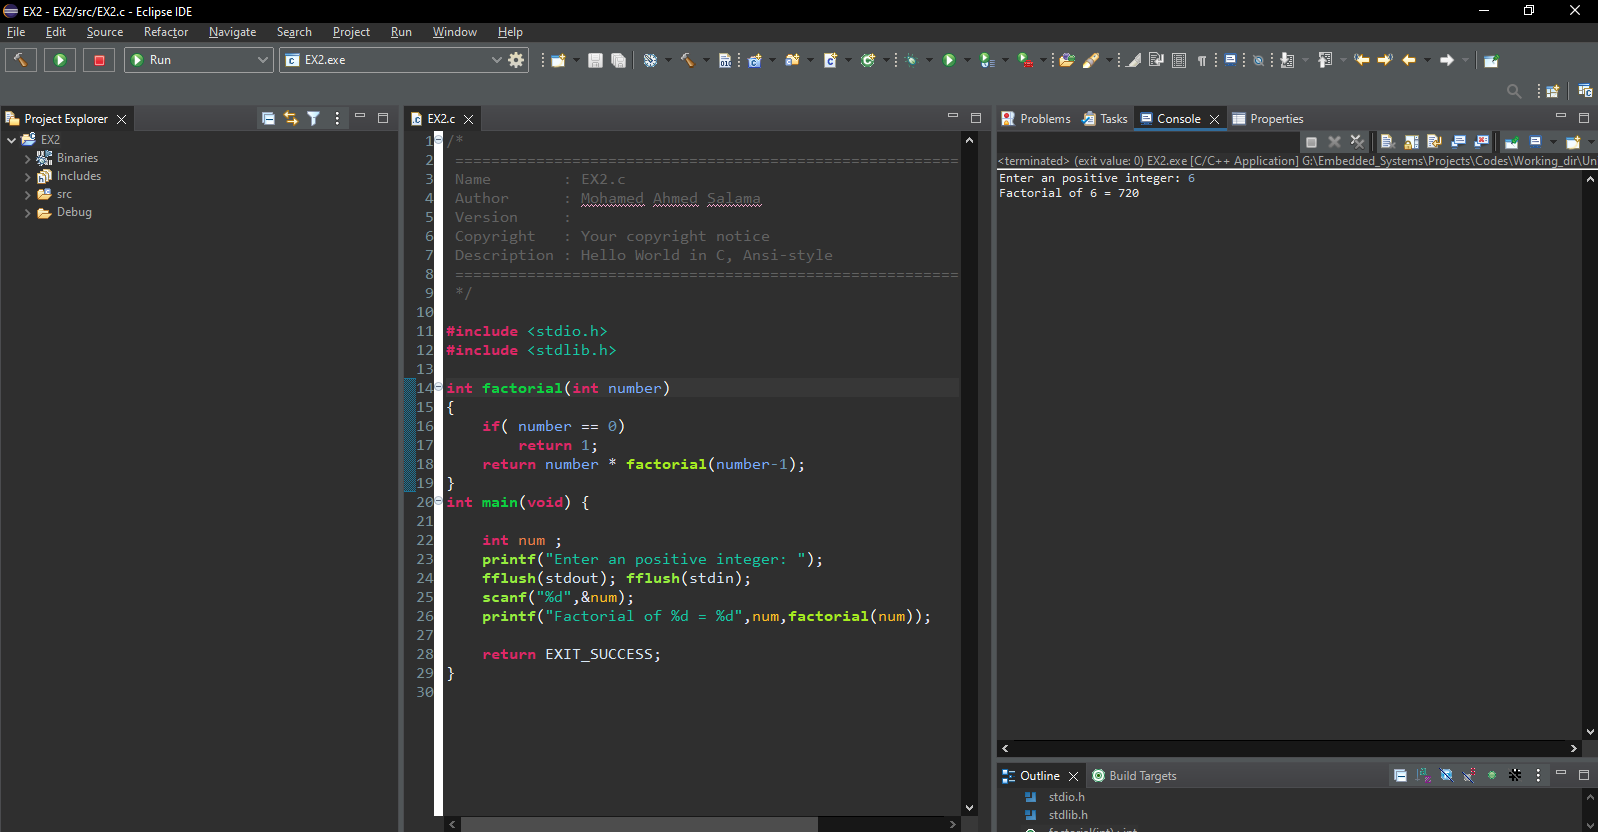 EX2 - EX2/src/EX2.c - Eclipse IDE
File Edit Source Refactor Navigate Search Project Run Window Help
Run
EX2.exe
Project Explorer
EX2
Binaries
Includes
src
Debug
EX2.c
1 /*
2 ========================================================
3 Name : EX2.c
4 Author : Mohamed Ahmed Salama
5 Version :
6 Copyright : Your copyright notice
7 Description : Hello World in C, Ansi-style
8 ========================================================
9 */
10
11 #include <stdio.h>
12 #include <stdlib.h>
13
14 int factorial(int number)
15 {
16 if( number == 0)
17 return 1;
18 return number * factorial(number-1);
19 }
20 int main(void) {
21
22 int num ;
23 printf("Enter an positive integer: ");
24 fflush(stdout); fflush(stdin);
25 scanf("%d",&num);
26 printf("Factorial of %d = %d",num,factorial(num));
27
28 return EXIT_SUCCESS;
29 }
30
Problems Tasks Console Properties
<terminated> (exit value: 0) EX2.exe [C/C++ Application] G:\Embedded_Systems\Projects\Codes\Working_dir\Un
Enter an positive integer: 6
Factorial of 6 = 720
Outline Build Targets
stdio.h
stdlib.h
factorial(int) : int